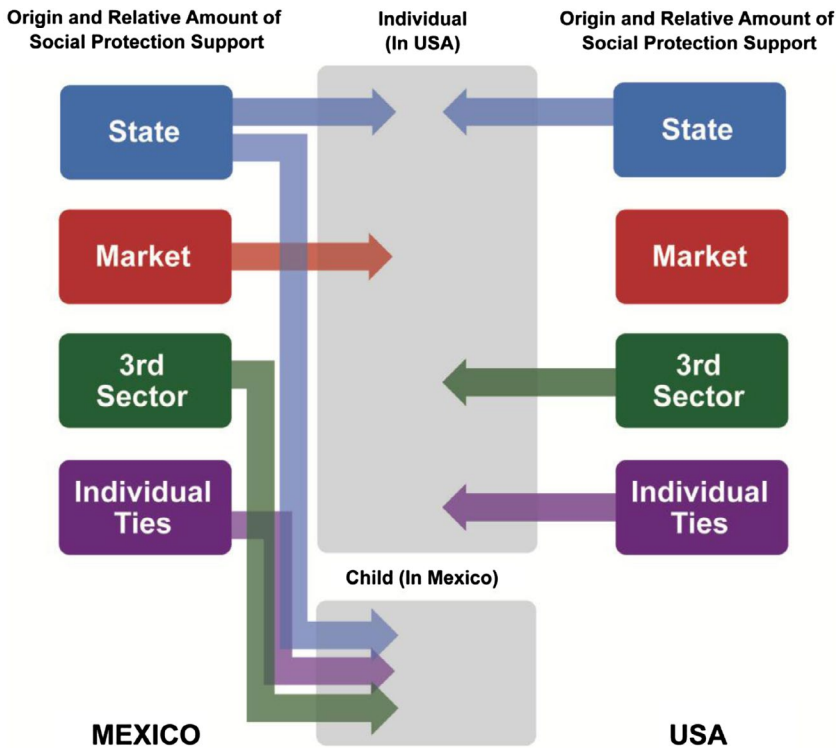 Origin and Relative Amount of
Social Protection Support
Individual
(In USA)
Origin and Relative Amount of
Social Protection Support
State
State
Market
Market
3rd
Sector
3rd
Sector
Individual
Ties
Individual
Ties
Child (In Mexico)
MEXICO
USA